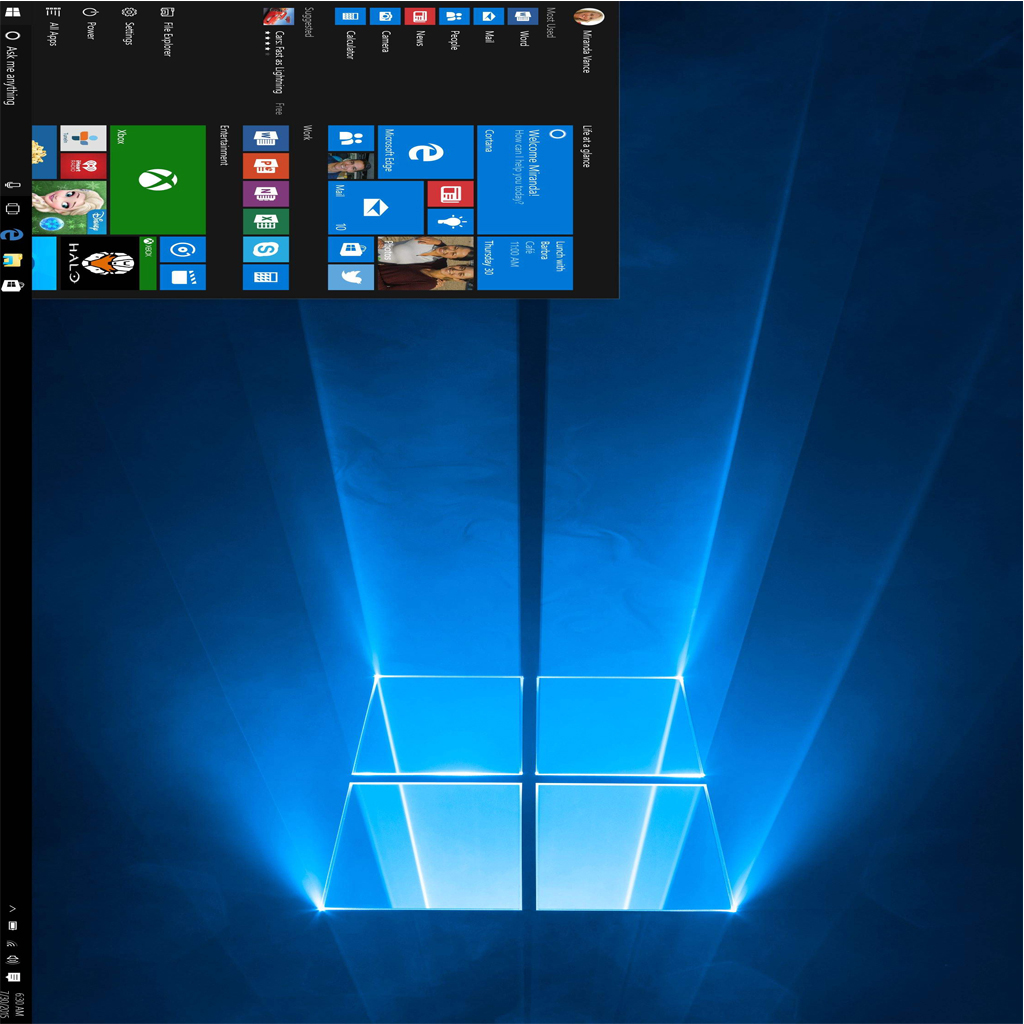 Miranda Vance
Most Used
Word
Mail
People
News
Camera
Calculator
Suggested
Cars: Fast as Lightning
Free
File Explorer
Settings
Power
All Apps
Life at a glance
Welcome Miranda!
How can I help you today?
Cortana
Lunch with
Barbra
Café
11:00 AM
Thursday 30
Microsoft Edge
Photos
Mail
10
Work
Entertainment
Xbox
XBOX
HALO
iHeart
RADIO
Disney
Ask me anything
6:30 AM
7/30/2015